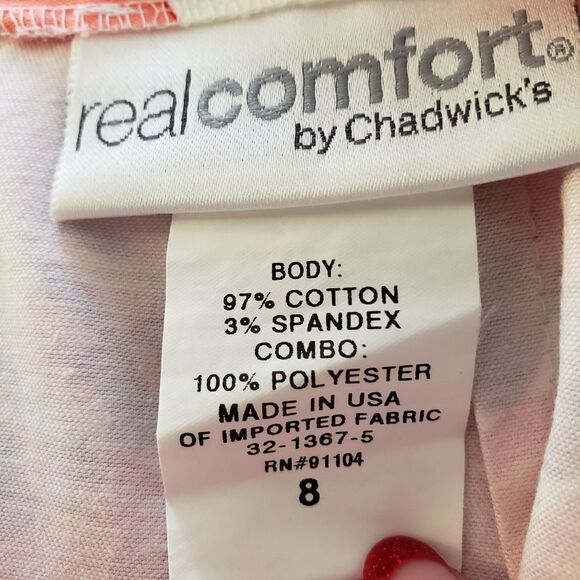 realcomfort®
by Chadwick's
BODY:
97% COTTON
3% SPANDEX
COMBO:
100% POLYESTER
MADE IN USA
OF IMPORTED FABRIC
32-1367-5
RN#91104
8